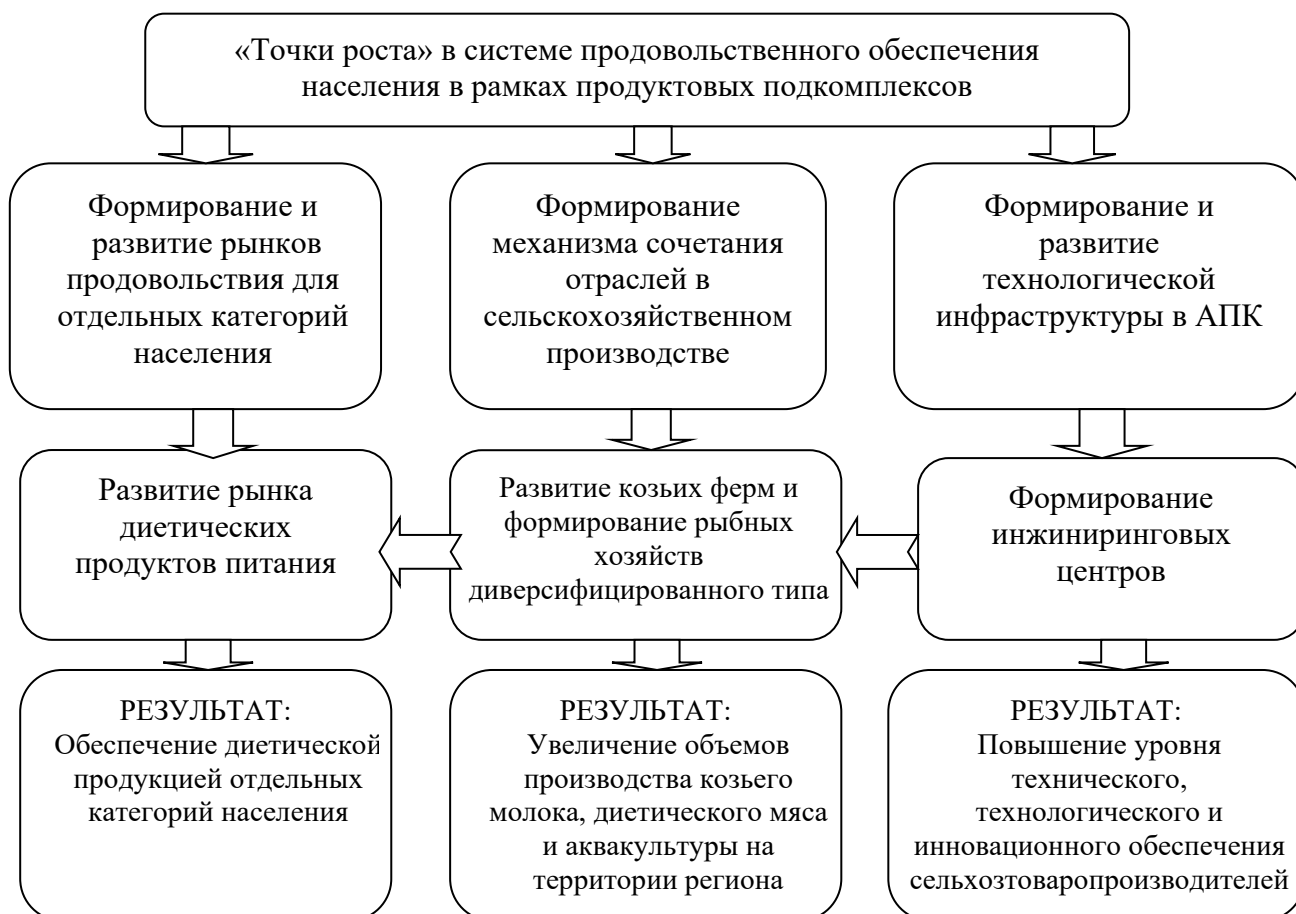 «Точки роста» в системе продовольственного обеспечения
населения в рамках продуктовых подкомплексов
Формирование и
развитие рынков
продовольствия для
отдельных категорий
населения
Формирование
механизма сочетания
отраслей в
сельскохозяйственном
производстве
Формирование и
развитие
технологической
инфраструктуры в АПК
Развитие рынка
диетических
продуктов питания
Развитие козьих ферм и
формирование рыбных
хозяйств
диверсифицированного типа
Формирование
инжиниринговых
центров
РЕЗУЛЬТАТ:
Обеспечение диетической
продукцией отдельных
категорий населения
РЕЗУЛЬТАТ:
Увеличение объемов
производства козьего
молока, диетического мяса
и аквакультуры на
территории региона
РЕЗУЛЬТАТ:
Повышение уровня
технического,
технологического и
инновационного обеспечения
сельхозтоваропроизводителей